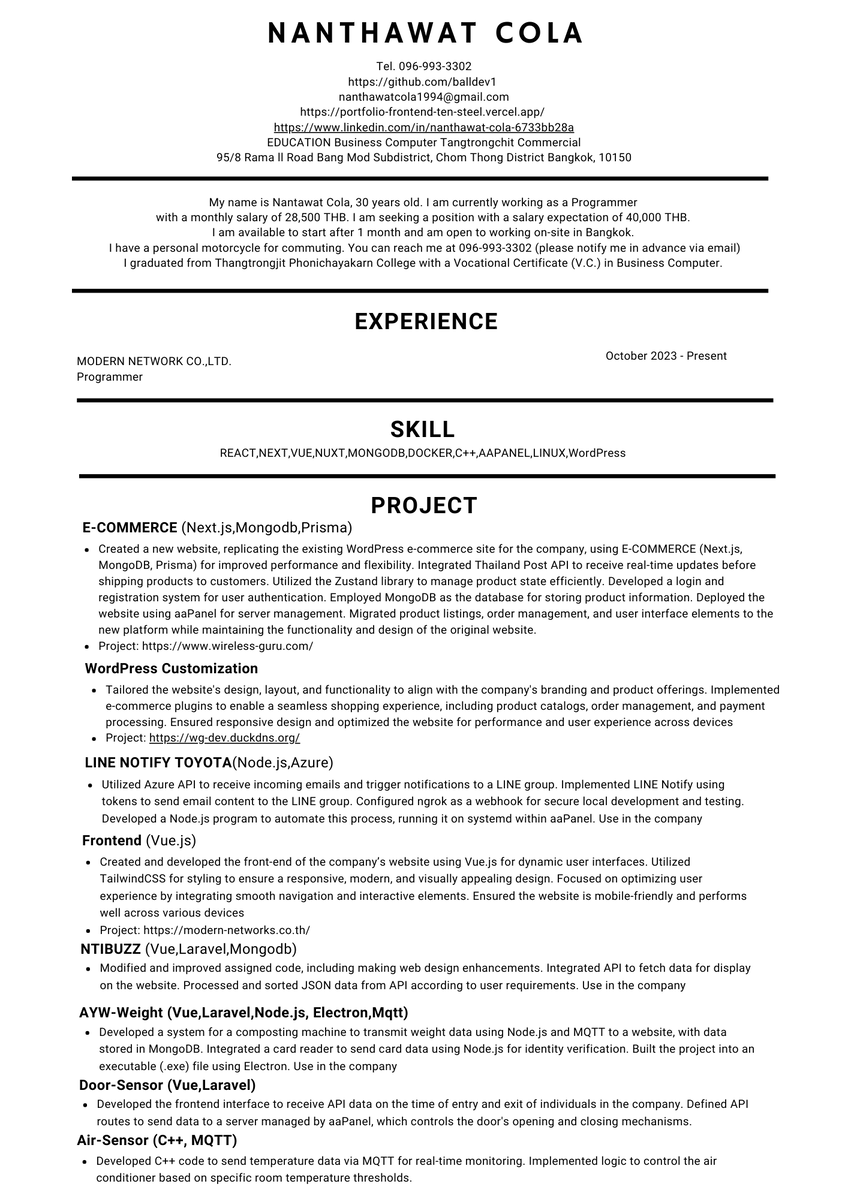 NANTHAWAT COLA
Tel. 096-993-3302
https://github.com/balldev1
nanthawatcola1994@gmail.com
https://portfolio-frontend-ten-steel.vercel.app/
https://www.linkedin.com/in/nanthawat-cola-6733bb28a
EDUCATION Business Computer Tangtrongchit Commercial
95/8 Rama ll Road Bang Mod Subdistrict, Chom Thong District Bangkok, 10150
My name is Nantawat Cola, 30 years old. I am currently working as a Programmer
with a monthly salary of 28,500 THB. I am seeking a position with a salary expectation of 40,000 THB.
I am available to start after 1 month and am open to working on-site in Bangkok.
I have a personal motorcycle for commuting. You can reach me at 096-993-3302 (please notify me in advance via email)
I graduated from Thangtrongjit Phonichayakarn College with a Vocational Certificate (V.C.) in Business Computer.
EXPERIENCE
MODERN NETWORK CO.,LTD.
October 2023 - Present
Programmer
SKILL
REACT,NEXT,VUE,NUXT,MONGODB,DOCKER,C++,AAPANEL,LINUX,WordPress
PROJECT
E-COMMERCE (Next.js,Mongodb,Prisma)
• Created a new website, replicating the existing WordPress e-commerce site for the company, using E-COMMERCE (Next.js,
MongoDB, Prisma) for improved performance and flexibility. Integrated Thailand Post API to receive real-time updates before
shipping products to customers. Utilized the Zustand library to manage product state efficiently. Developed a login and
registration system for user authentication. Employed MongoDB as the database for storing product information. Deployed the
website using aaPanel for server management. Migrated product listings, order management, and user interface elements to the
new platform while maintaining the functionality and design of the original website.
• Project: https://www.wireless-guru.com/
WordPress Customization
• Tailored the website's design, layout, and functionality to align with the company's branding and product offerings. Implemented
e-commerce plugins to enable a seamless shopping experience, including product catalogs, order management, and payment
processing. Ensured responsive design and optimized the website for performance and user experience across devices
• Project: https://wg-dev.duckdns.org/
LINE NOTIFY TOYOTA(Node.js,Azure)
• Utilized Azure API to receive incoming emails and trigger notifications to a LINE group. Implemented LINE Notify using
tokens to send email content to the LINE group. Configured ngrok as a webhook for secure local development and testing.
Developed a Node.js program to automate this process, running it on systemd within aaPanel. Use in the company
Frontend (Vue.js)
• Created and developed the front-end of the company's website using Vue.js for dynamic user interfaces. Utilized
TailwindCSS for styling to ensure a responsive, modern, and visually appealing design. Focused on optimizing user
experience by integrating smooth navigation and interactive elements. Ensured the website is mobile-friendly and performs
well across various devices
• Project: https://modern-networks.co.th/
NTIBUZZ (Vue,Laravel,Mongodb)
• Modified and improved assigned code, including making web design enhancements. Integrated API to fetch data for display
on the website. Processed and sorted JSON data from API according to user requirements. Use in the company
AYW-Weight (Vue,Laravel,Node.js, Electron,Mqtt)
• Developed a system for a composting machine to transmit weight data using Node.js and MQTT to a website, with data
stored in MongoDB. Integrated a card reader to send card data using Node.js for identity verification. Built the project into an
executable (.exe) file using Electron. Use in the company
Door-Sensor (Vue,Laravel)
• Developed the frontend interface to receive API data on the time of entry and exit of individuals in the company. Defined API
routes to send data to a server managed by aaPanel, which controls the door's opening and closing mechanisms.
Air-Sensor (C++, MQTT)
• Developed C++ code to send temperature data via MQTT for real-time monitoring. Implemented logic to control the air
conditioner based on specific room temperature thresholds.